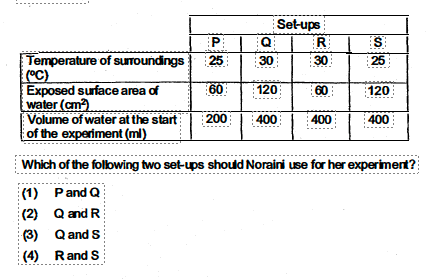 Set-ups
P Q R S
Temperature of surroundings 25 30 30 25
(ºC)
Exposed surface area of 60 120 60 120
water (cm²)
Volume of water at the start 200 400 400 400
of the experiment (ml)
Which of the following two set-ups should Noraini use for her experiment?
(1) P and Q
(2) Q and R
(3) Q and S
(4) R and S